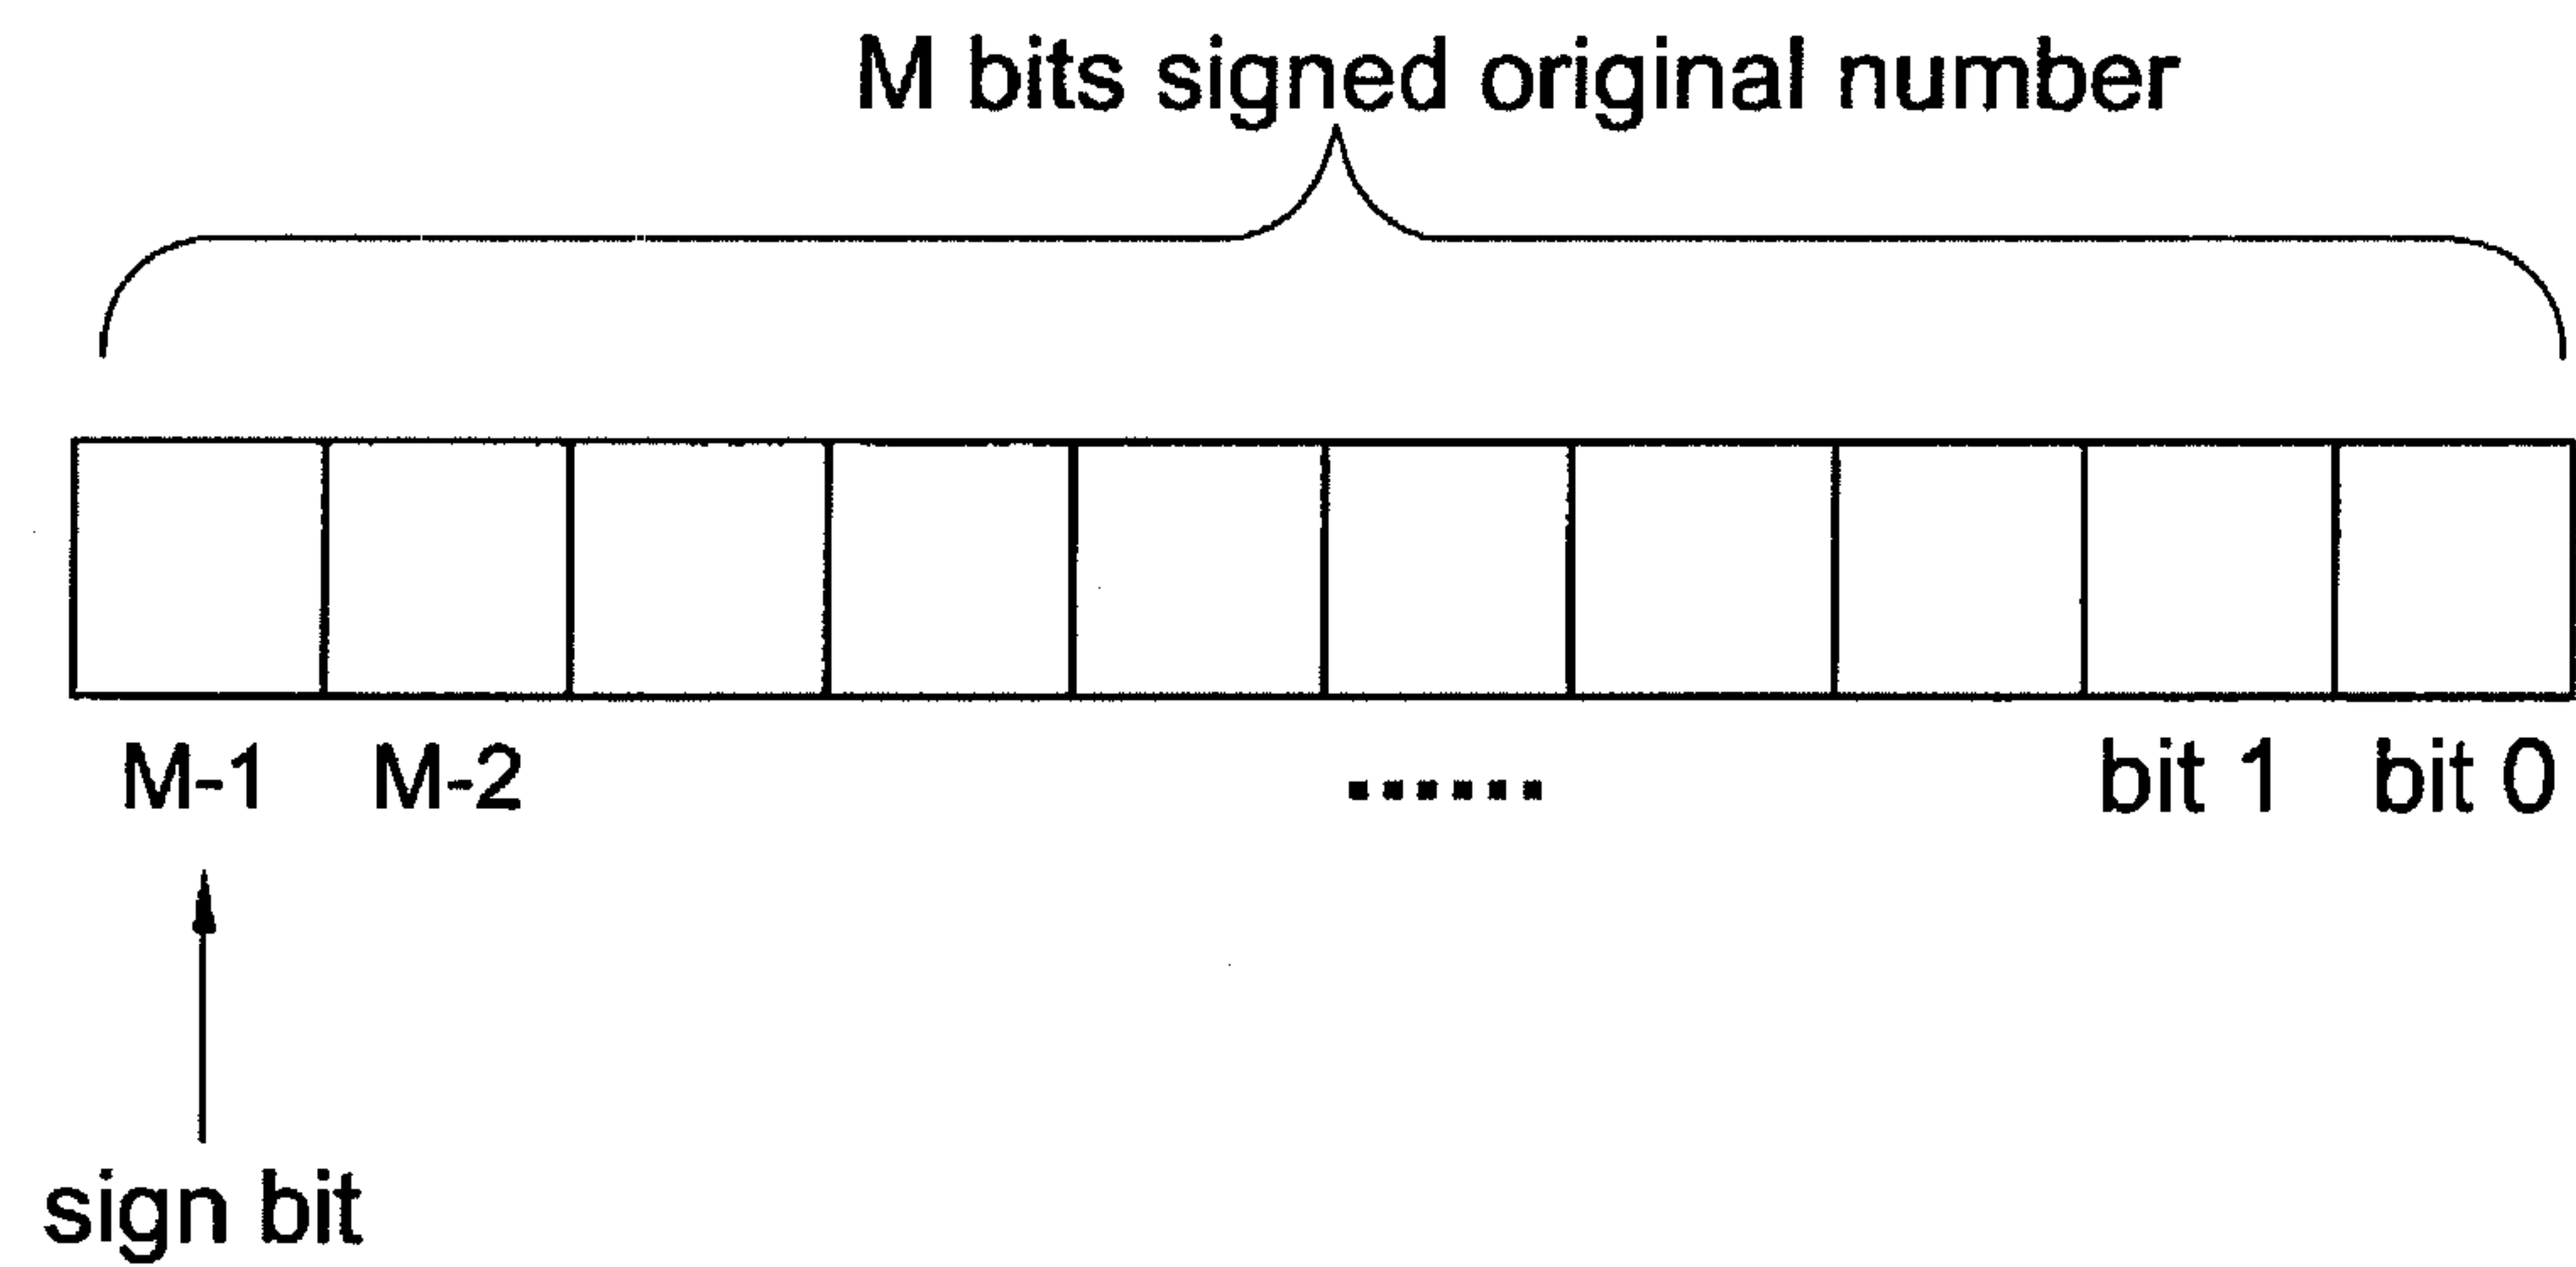 M bits signed original number
M-1 M-2 ...... bit 1 bit 0
sign bit